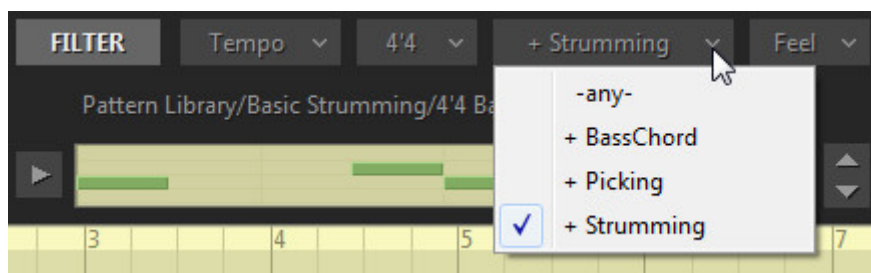 FILTER Tempo 4'4 + Strumming Feel
-any-
Pattern Library/Basic Strumming/4'4 Ba
+ BassChord
+ Picking
+ Strumming
3 4 5 7